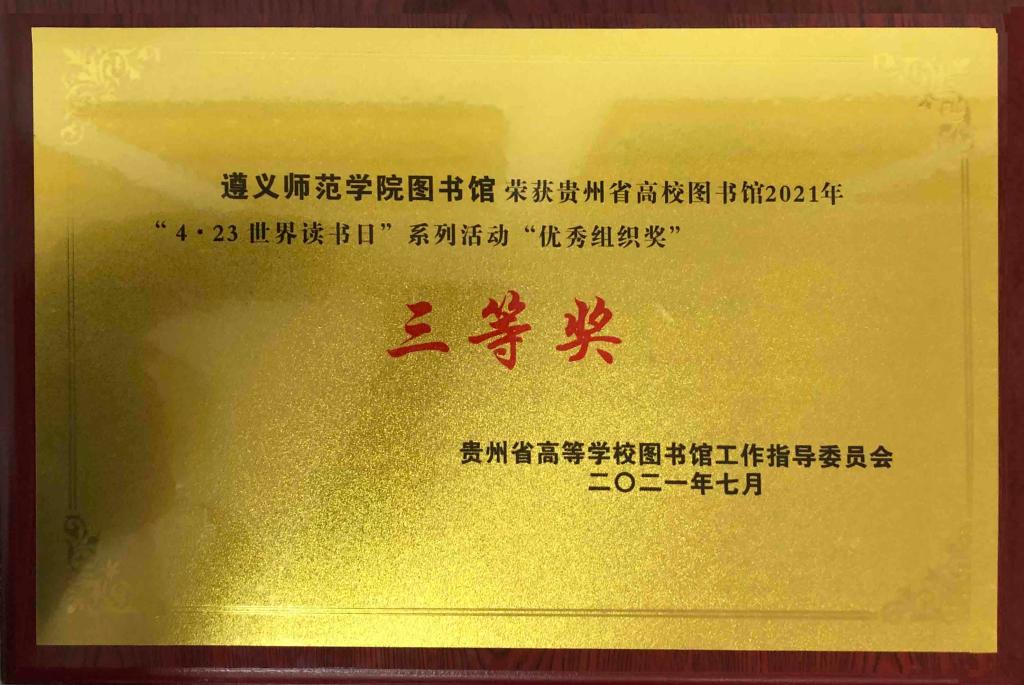 遵义师范学院图书馆 荣获贵州省高校图书馆2021年
“4·23 世界读书日”系列活动“优秀组织奖”
三等奖
贵州省高等学校图书馆工作指导委员会
二〇二一年七月